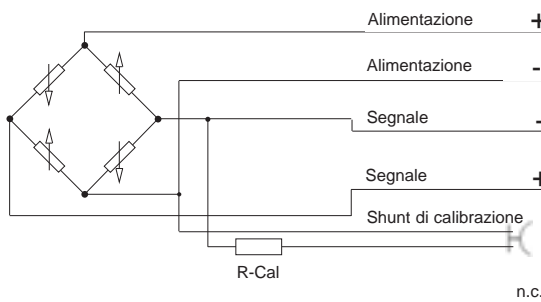 Alimentazione +
Alimentazione -
Segnale -
Segnale +
Shunt di calibrazione
R-Cal
n.c.